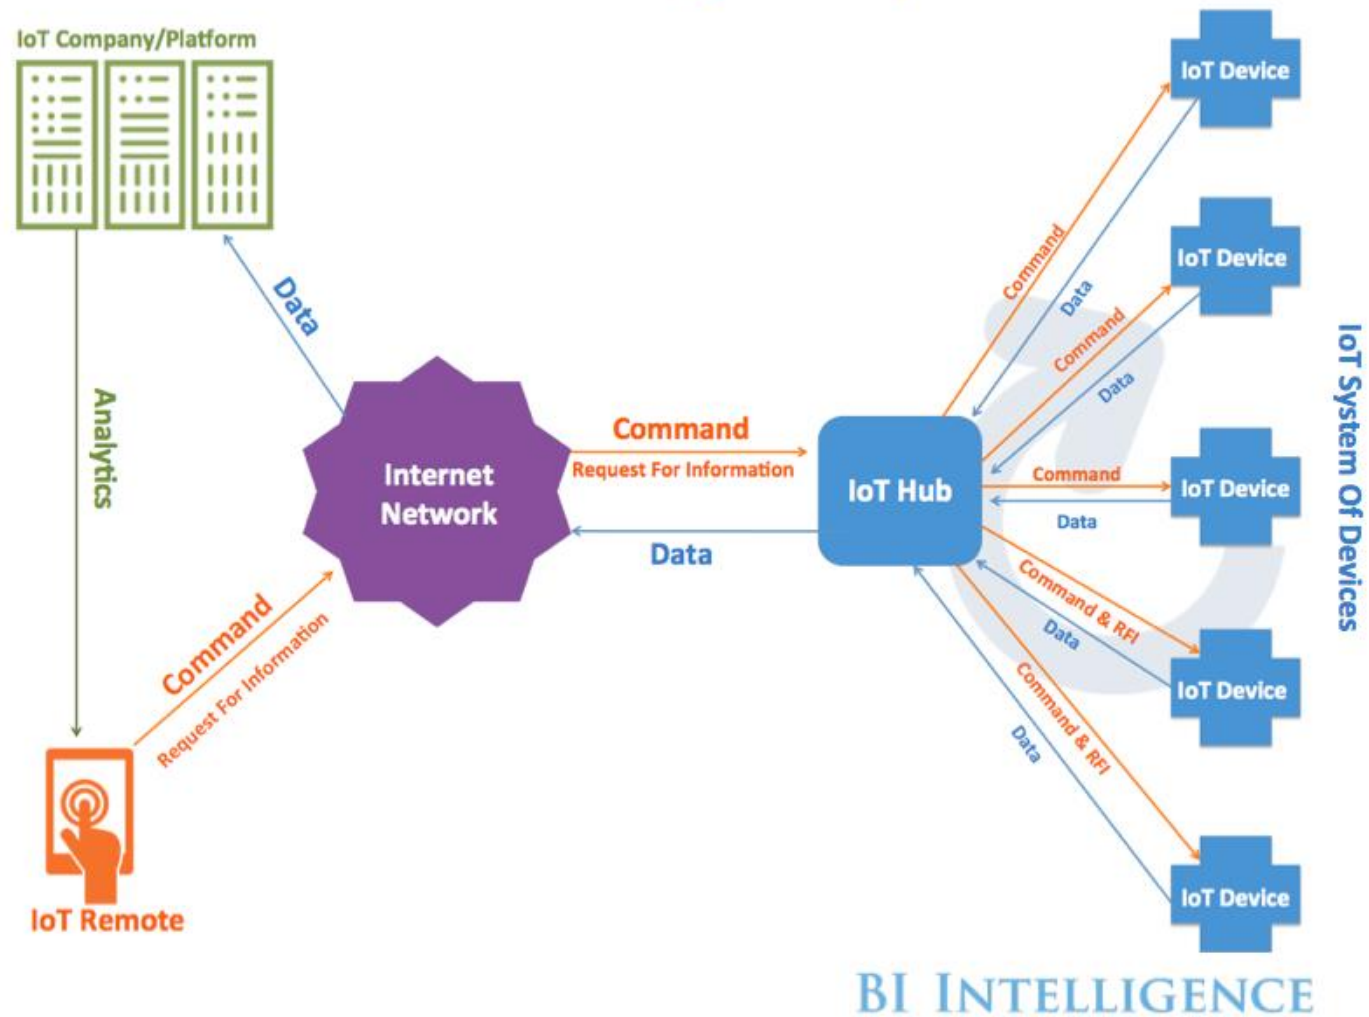 IoT Company/Platform
Data
Analytics
Internet
Network
Command
Request For Information
Data
Command
Request For Information
IoT Remote
IoT Hub
Command
Data
Command
Data
Command
Data
Command & RFI
Data
Command & RFI
Data
IoT Device
IoT Device
IoT Device
IoT Device
IoT Device
IoT System Of Devices
BI INTELLIGENCE